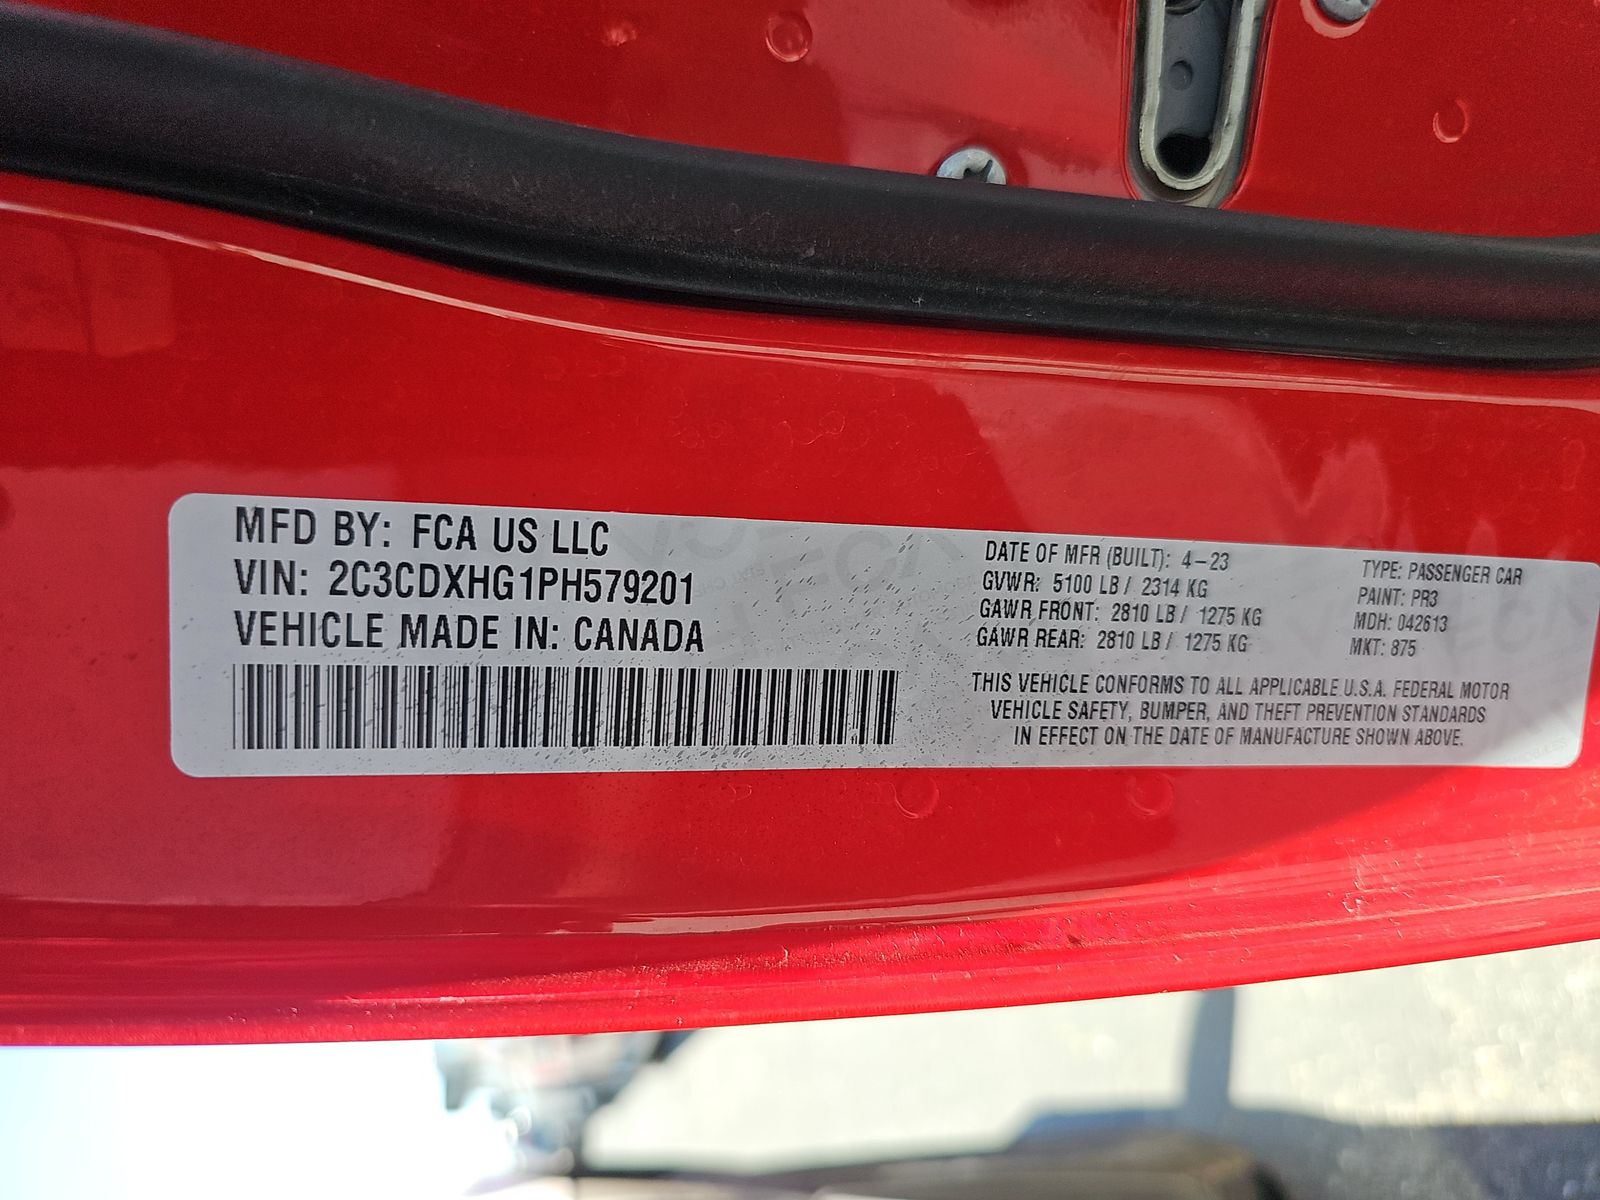 MFD BY: FCA US LLC
VIN: 2C3CDXHG1PH579201
VEHICLE MADE IN: CANADA
DATE OF MFR (BUILT): 4-23
GVWR: 5100 LB / 2314 KG
GAWR FRONT: 2810 LB / 1275 KG
GAWR REAR: 2810 LB / 1275 KG
TYPE: PASSENGER CAR
PAINT: PR3
MDH: 042613
MKT: 875
THIS VEHICLE CONFORMS TO ALL APPLICABLE U.S.A. FEDERAL MOTOR
VEHICLE SAFETY, BUMPER, AND THEFT PREVENTION STANDARDS
IN EFFECT ON THE DATE OF MANUFACTURE SHOWN ABOVE.